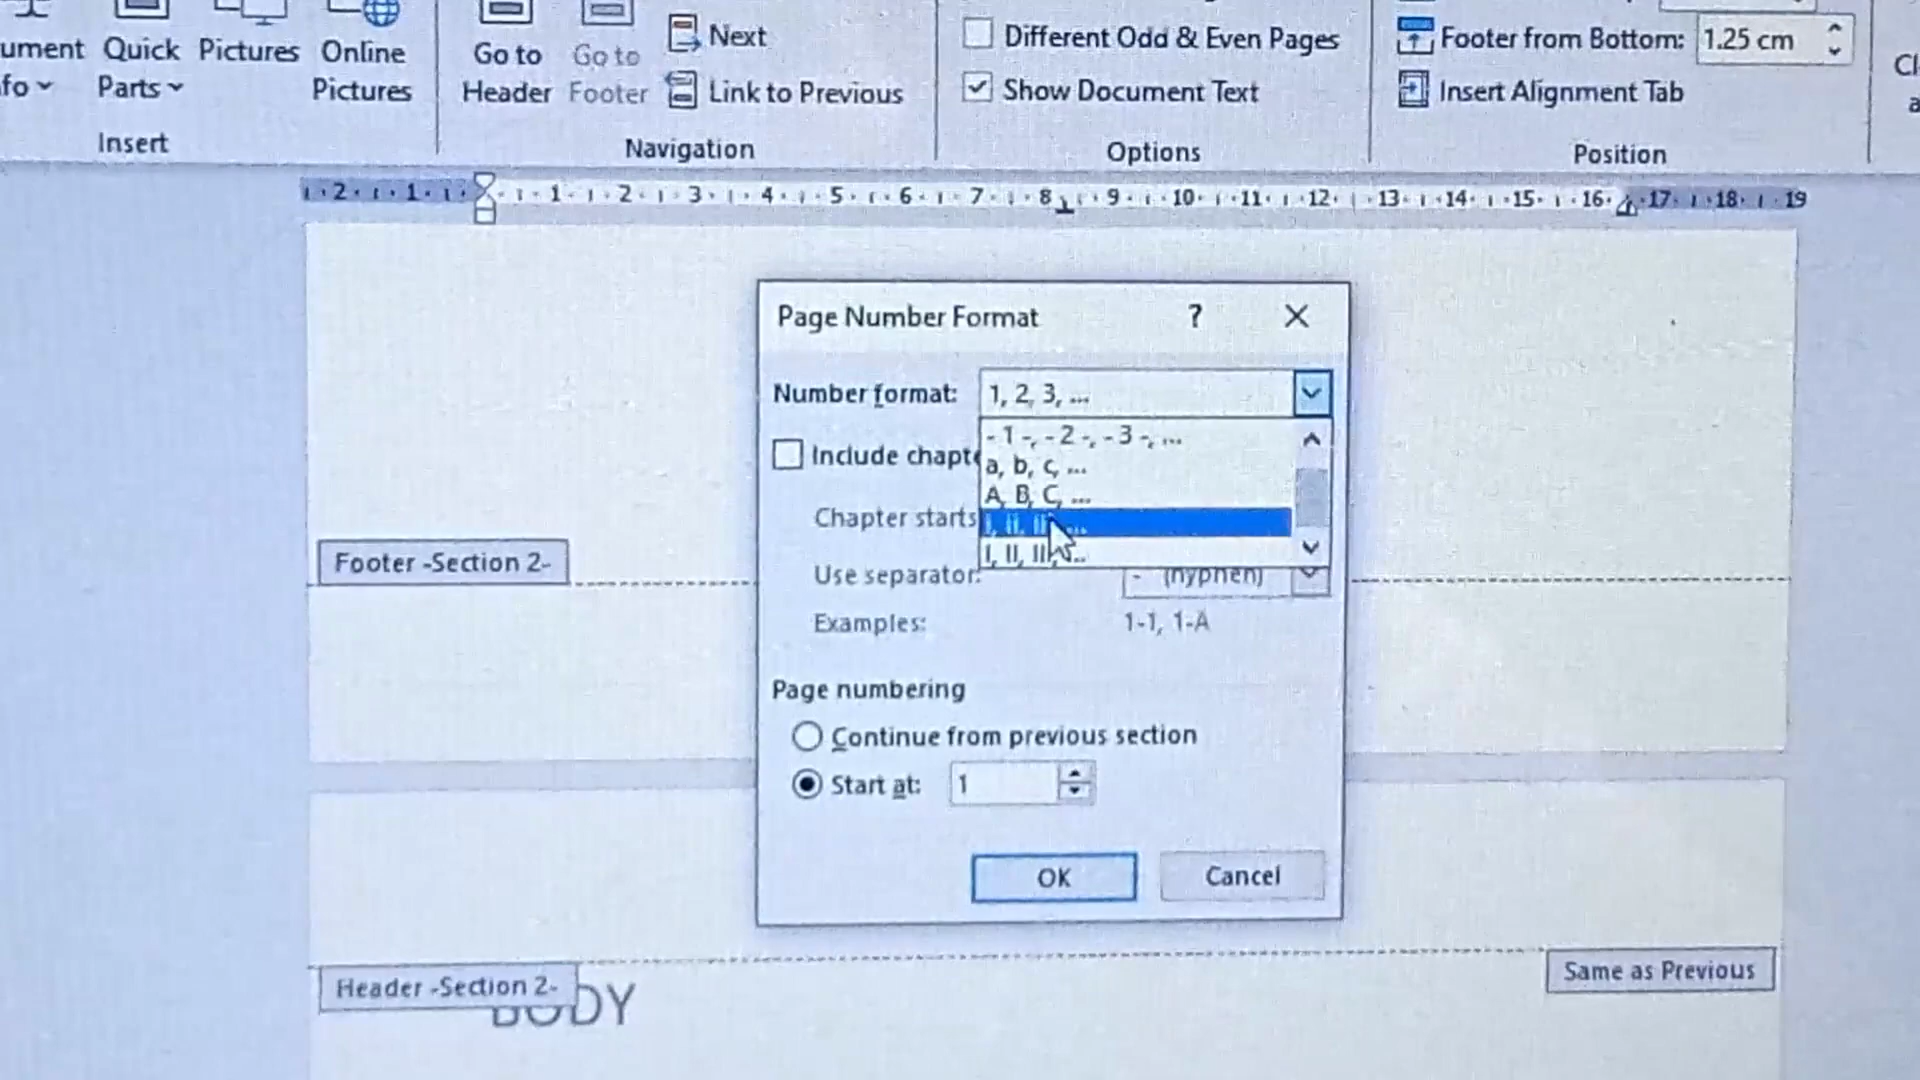 ument
fo
Quick
Parts
Pictures
Online
Pictures
Insert
Go to
Header
Go to
Footer
Next
Link to Previous
Navigation
Different Odd & Even Pages
Show Document Text
Options
Footer from Bottom: 1.25 cm
Insert Alignment Tab
Position
Cl
a
2 1 1 2 3 4 5 6 7 8 9 10 11 12 13 14 15 16 17 18 19
Page Number Format ?
Number format: 1, 2, 3, ...
- 1 -, - 2 -, - 3 -, ...
Include chapt
a, b, c, ...
A, B, C, ...
Chapter starts
i, ii, iii, ...
I, II, III, ...
Use separator: - (hyphen)
Examples: 1-1, 1-A
Page numbering
Continue from previous section
Start at: 1
OK Cancel
Footer -Section 2-
Header -Section 2-
Same as Previous
BODY